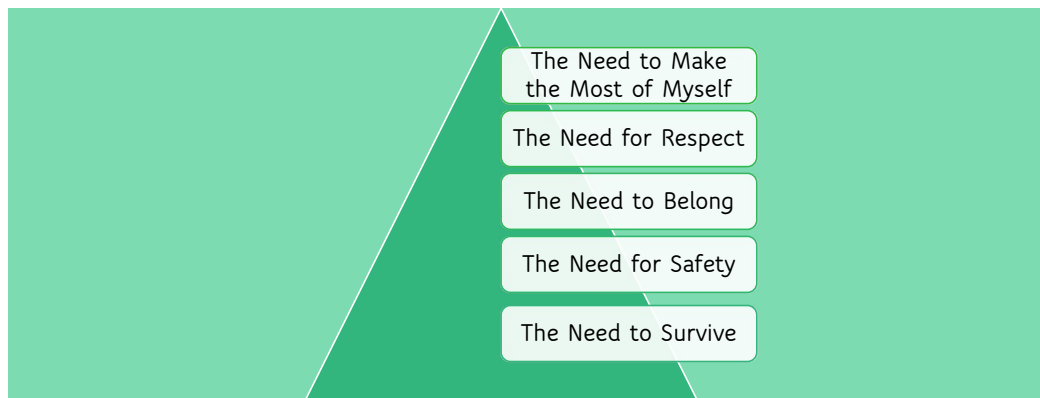 The Need to Make
the Most of Myself
The Need for Respect
The Need to Belong
The Need for Safety
The Need to Survive